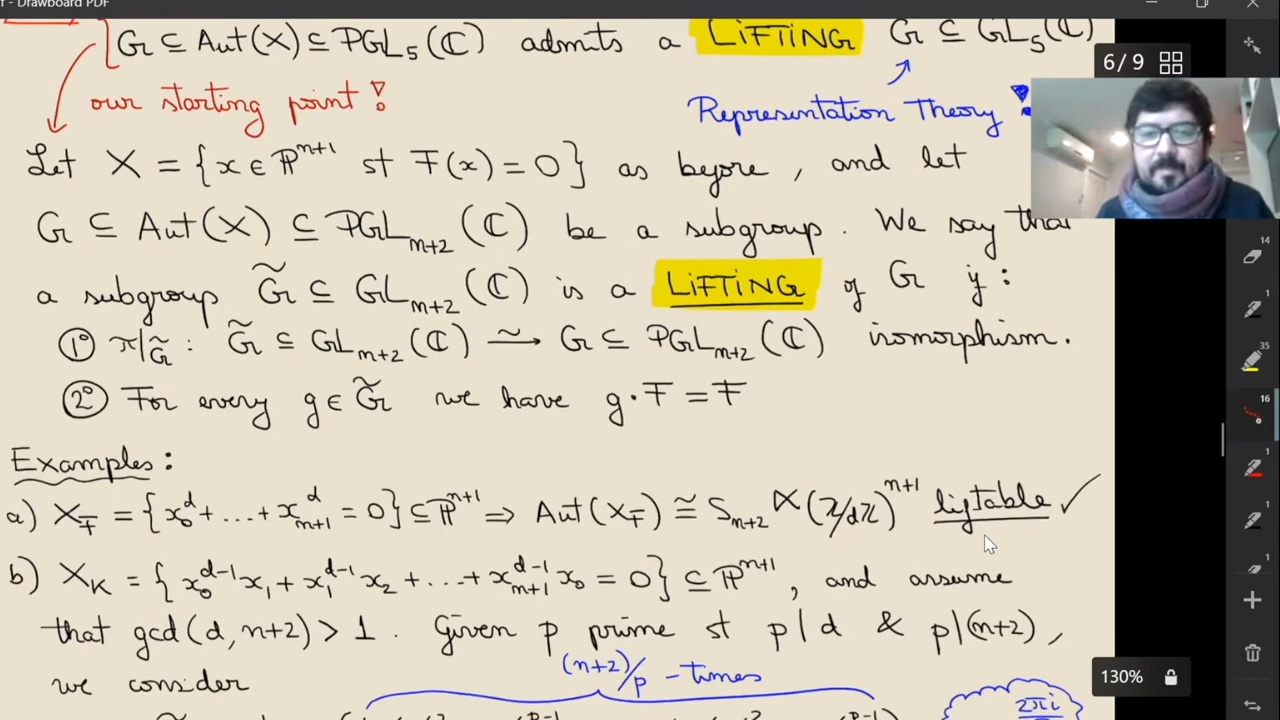 f - Drawboard PDF
G ⊆ Aut(X) ⊆ PGL₅(ℂ) admits a LiFTiNG G ⊆ GL₅(ℂ)
6/9
our starting point!
Representation Theory!
Let X = {x ∈ ℙⁿ⁺¹ st F(x) = 0} as before, and let
G ⊆ Aut(X) ⊆ PGLₙ₊₂(ℂ) be a subgroup. We say that
a subgroup G̃ ⊆ GLₙ₊₂(ℂ) is a LiFTiNG of G if:
①° π|G̃ : G̃ ⊆ GLₙ₊₂(ℂ) ⥲ G ⊆ PGLₙ₊₂(ℂ) isomorphism.
②° For every g ∈ G̃ we have g·F = F
Examples:
a) X_F = {x₀ᵈ + ... + xₙ₊₁ᵈ = 0} ⊆ ℙⁿ⁺¹ ⇒ Aut(X_F) ≅ Sₙ₊₂ ⋉ (ℤ/dℤ)ⁿ⁺¹ liftable ✓
b) X_K = {x₀ᵈ⁻¹x₁ + x₁ᵈ⁻¹x₂ + ... + xₙ₊₁ᵈ⁻¹x₀ = 0} ⊆ ℙⁿ⁺¹, and assume
that gcd(d, n+2) > 1. Given p prime st p|d & p|(n+2),
(n+2)/p - times
we consider
130%
2πi